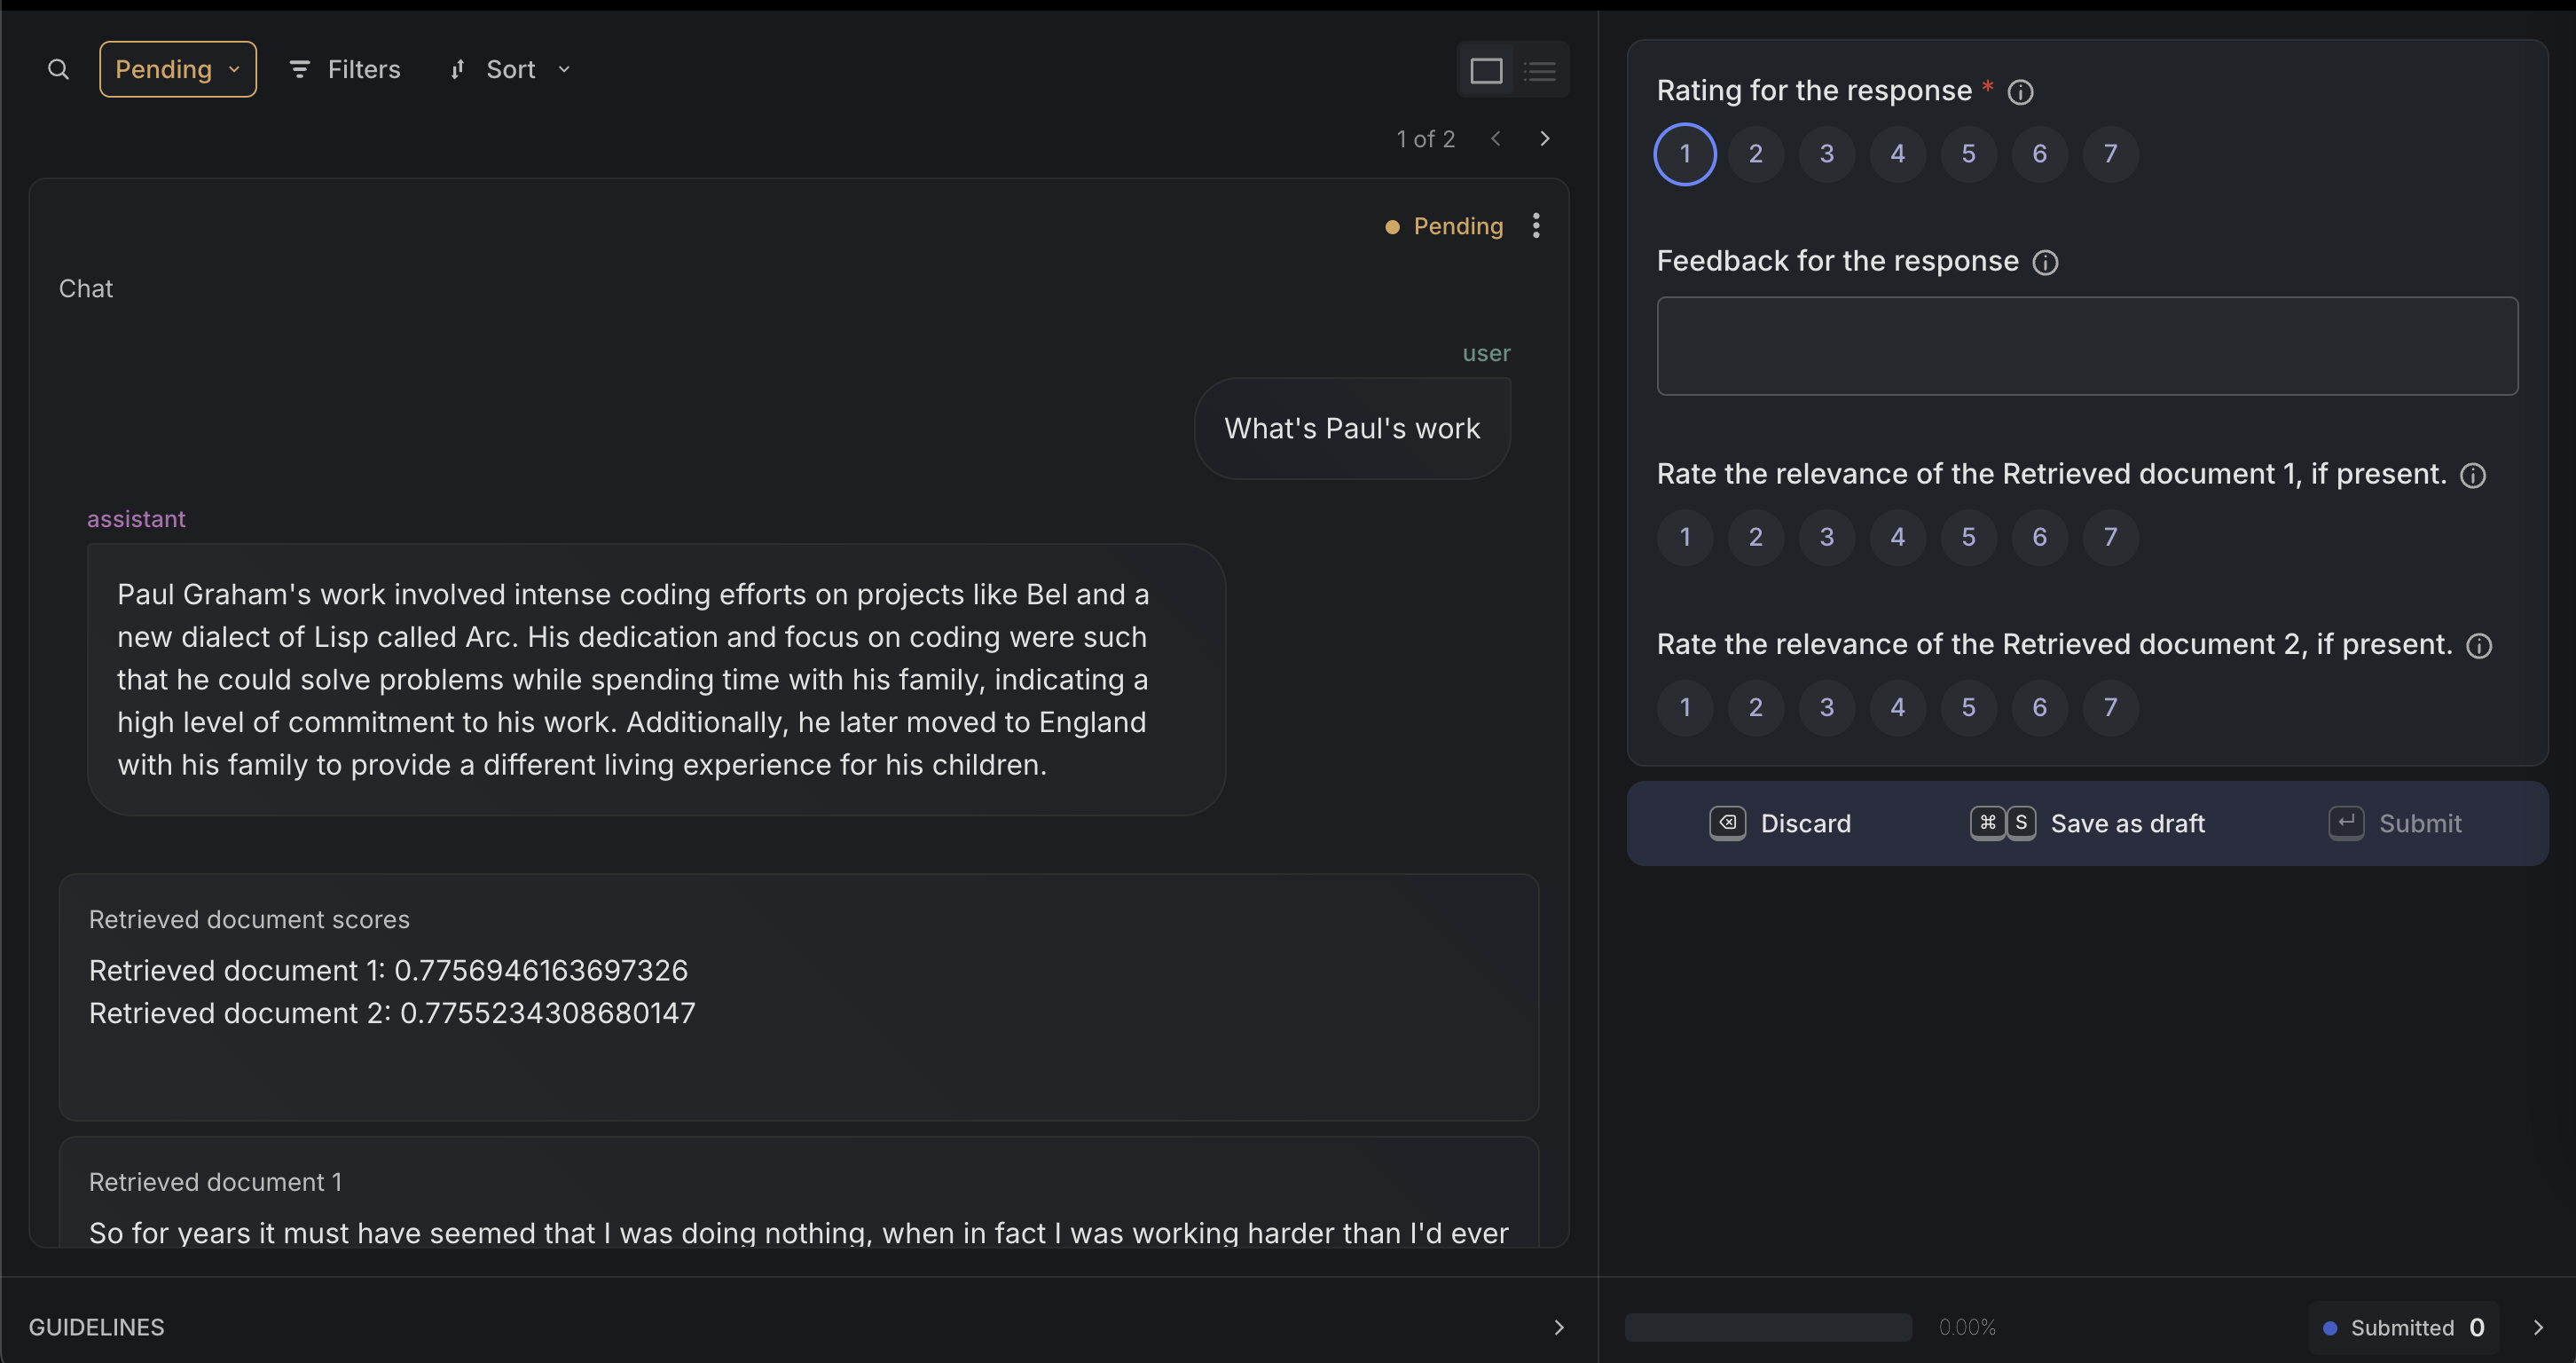 Pending
Filters
Sort
1 of 2
Pending
Chat
user
What's Paul's work
assistant
Paul Graham's work involved intense coding efforts on projects like Bel and a
new dialect of Lisp called Arc. His dedication and focus on coding were such
that he could solve problems while spending time with his family, indicating a
high level of commitment to his work. Additionally, he later moved to England
with his family to provide a different living experience for his children.
Retrieved document scores
Retrieved document 1: 0.7756946163697326
Retrieved document 2: 0.7755234308680147
Retrieved document 1
So for years it must have seemed that I was doing nothing, when in fact I was working harder than I'd ever
GUIDELINES
Rating for the response *
1 2 3 4 5 6 7
Feedback for the response
Rate the relevance of the Retrieved document 1, if present.
1 2 3 4 5 6 7
Rate the relevance of the Retrieved document 2, if present.
1 2 3 4 5 6 7
Discard
⌘ S Save as draft
Submit
0.00%
Submitted 0